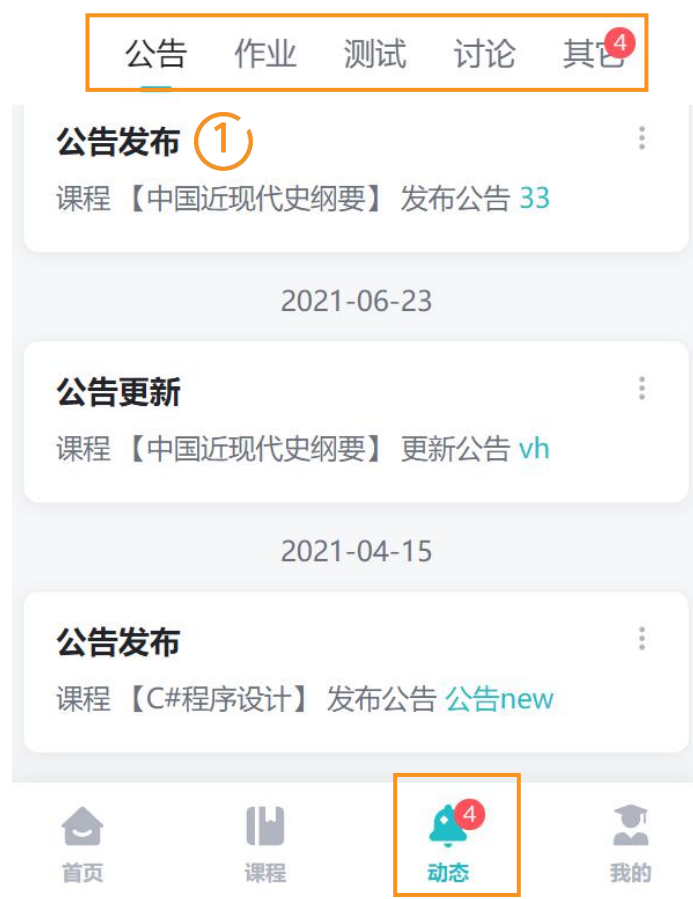 公告 作业 测试 讨论 其它 4
公告发布 1
课程 【中国近现代史纲要】 发布公告 33
2021-06-23
公告更新
课程 【中国近现代史纲要】 更新公告 vh
2021-04-15
公告发布
课程 【C#程序设计】 发布公告 公告new
4
首页 课程 动态 我的